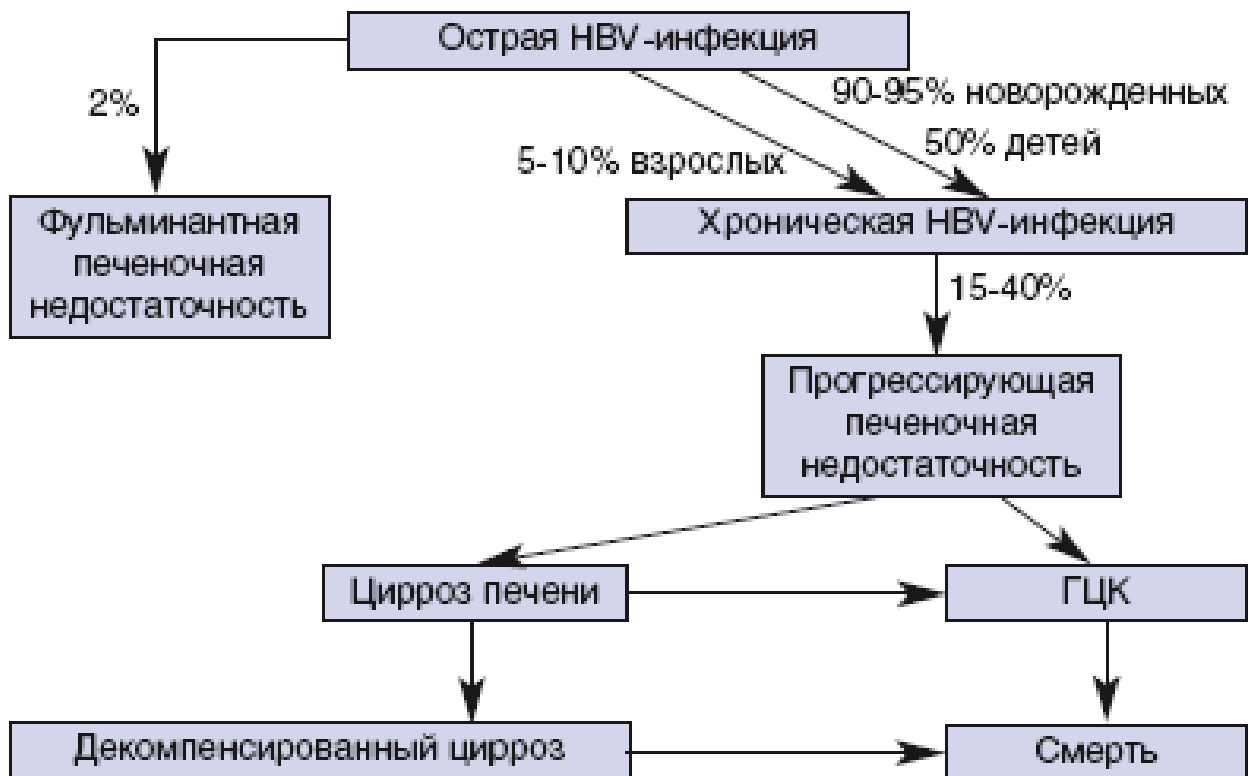 Острая HBV-инфекция
2%
90-95% новорожденных
50% детей
5-10% взрослых
Фульминантная
печеночная
недостаточность
Хроническая HBV-инфекция
15-40%
Прогрессирующая
печеночная
недостаточность
Цирроз печени
ГЦК
Декомпенсированный цирроз
Смерть